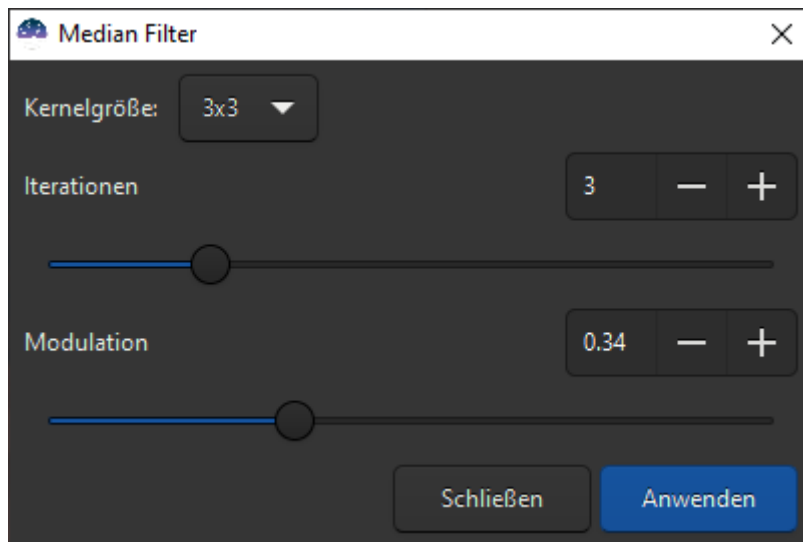 Median Filter
Kernelgröße: 3x3
Iterationen 3
Modulation 0.34
Schließen Anwenden